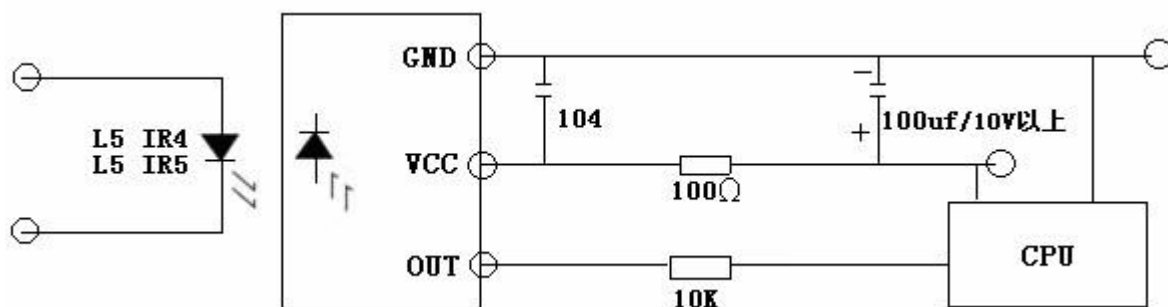 GND
L5 IR4
L5 IR5
104
100uf/10V以上
VCC
100Ω
OUT
10K
CPU